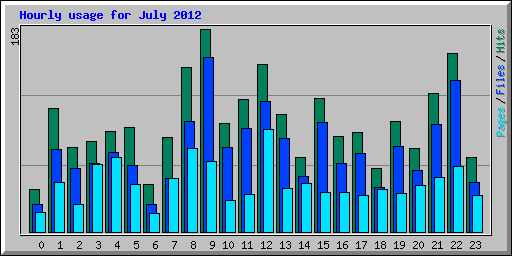 Hourly usage for July 2012
183
Pages / Files / Hits
0 1 2 3 4 5 6 7 8 9 10 11 12 13 14 15 16 17 18 19 20 21 22 23